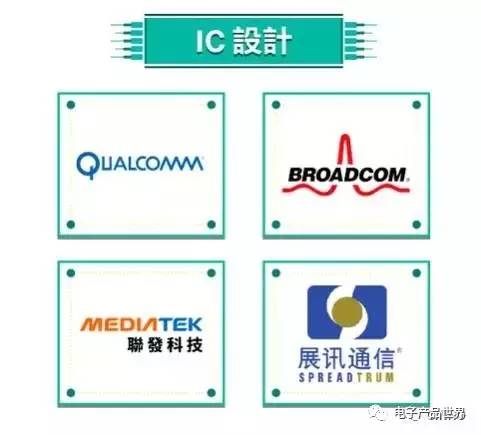 IC 設計
QUALCOMM
BROADCOM®
MEDIATEK
聯發科技
展讯通信®
SPREADTRUM
电子产品世界